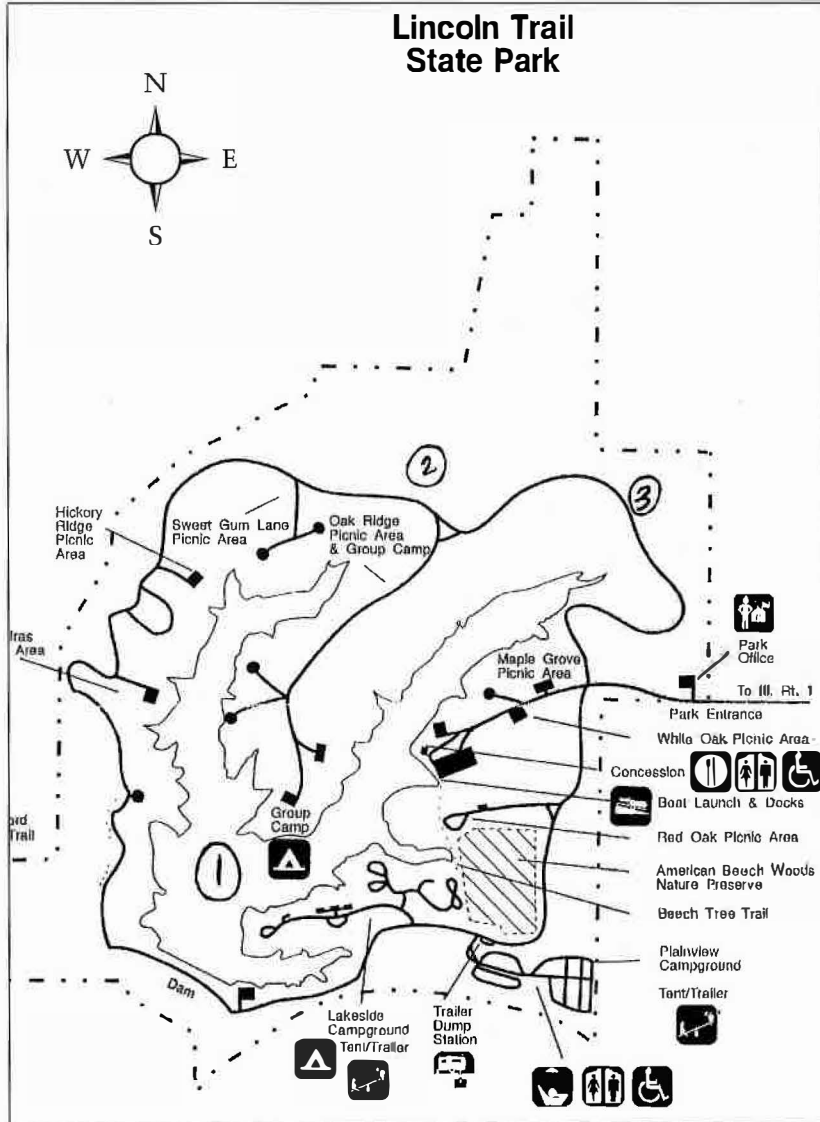 Lincoln Trail
State Park
N
W E
S
2
3
Hickory
Ridge
Picnic
Area
Sweet Gum Lane
Picnic Area
Oak Ridge
Picnic Area
& Group Camp
ras
Area
Maple Grove
Picnic Area
Park
Office
To Ill. Rt. 1
Park Entrance
White Oak Picnic Area
Concession
Boat Launch & Docks
Group
Camp
ord
Trail
1
Red Oak Picnic Area
American Beech Woods
Nature Preserve
Beech Tree Trail
Plainview
Campground
Tent/Trailer
Dam
Lakeside
Campground
Tent/Trailer
Trailer
Dump
Station